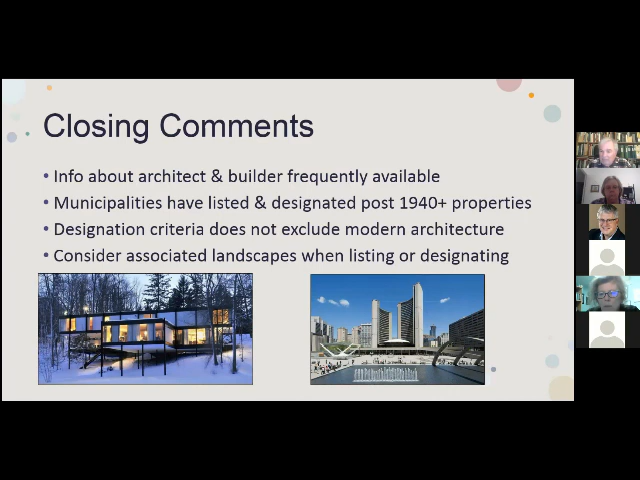 Closing Comments
• Info about architect & builder frequently available
• Municipalities have listed & designated post 1940+ properties
• Designation criteria does not exclude modern architecture
• Consider associated landscapes when listing or designating